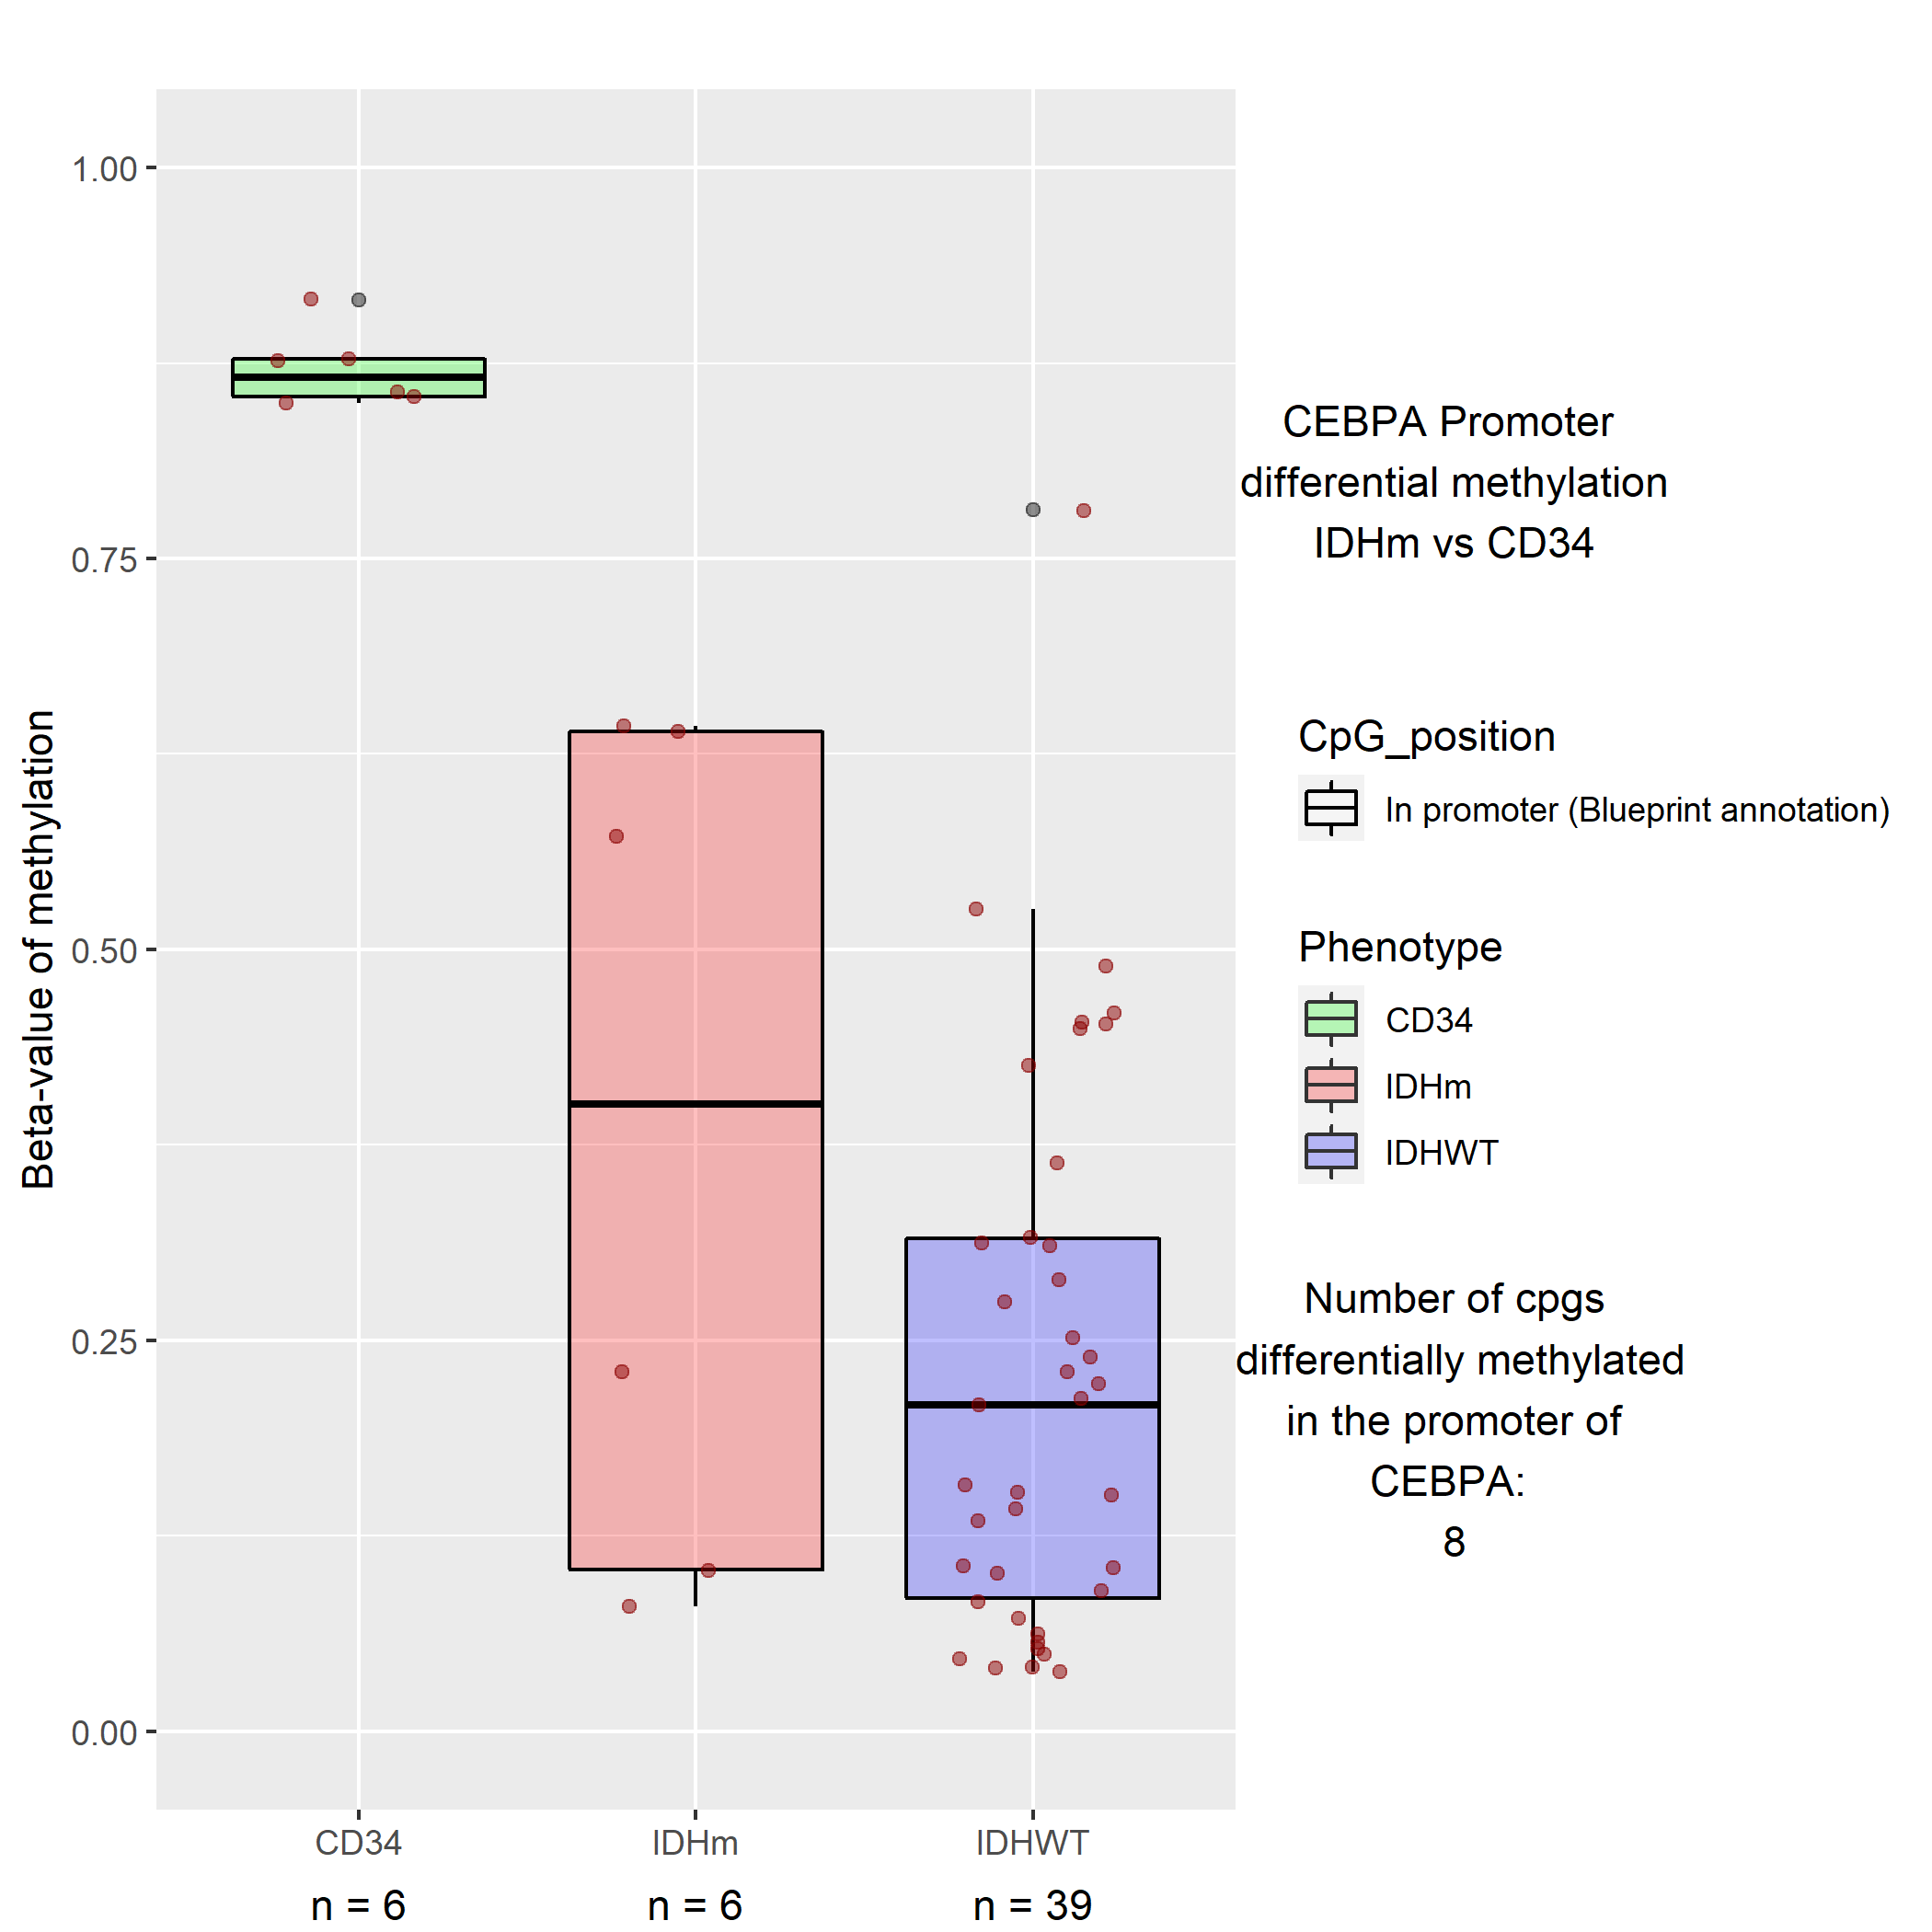 1.00
0.75
0.50
0.25
0.00
Beta-value of methylation
CD34
IDHm
IDHWT
n = 6
n = 6
n = 39
CEBPA Promoter
differential methylation
IDHm vs CD34
CpG_position
In promoter (Blueprint annotation)
Phenotype
CD34
IDHm
IDHWT
Number of cpgs
differentially methylated
in the promoter of
CEBPA:
8